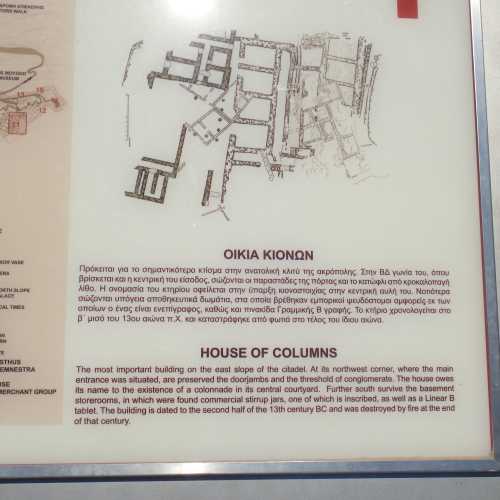 ΟΙΚΙΑ ΚΙΟΝΩΝ
Πρόκειται για το σημαντικότερο κτίσμα στην ανατολική κλιτύ της ακρόπολης. Στην ΒΔ γωνία του, όπου
βρίσκεται και η κεντρική του είσοδος, σώζονται οι παραστάδες της πόρτας και το κατώφλι από κροκαλοπαγή
λίθο. Η ονομασία του κτηρίου οφείλεται στην ύπαρξη κιονοστοιχίας στην κεντρική αυλή του. Νοτιότερα
σώζονται υπόγεια αποθηκευτικά δωμάτια, στα οποία βρέθηκαν εμπορικοί ψευδόστομοι αμφορείς εκ των
οποίων ο ένας είναι ενεπίγραφος, καθώς και πινακίδα Γραμμικής Β γραφής. Το κτήριο χρονολογείται στο
β΄ μισό του 13ου αιώνα π.Χ. και καταστράφηκε από φωτιά στο τέλος του ίδιου αιώνα.
HOUSE OF COLUMNS
The most important building on the east slope of the citadel. At its northwest corner, where the main
entrance was situated, are preserved the doorjambs and the threshold of conglomerate. The house owes
its name to the existence of a colonnade in its central courtyard. Further south survive the basement
storerooms, in which were found commercial stirrup jars, one of which is inscribed, as well as a Linear B
tablet. The building is dated to the second half of the 13th century BC and was destroyed by fire at the end
of that century.
MUSEUM
WARRIOR VASE
NORTH SLOPE
PALACE
MERCHANT GROUP